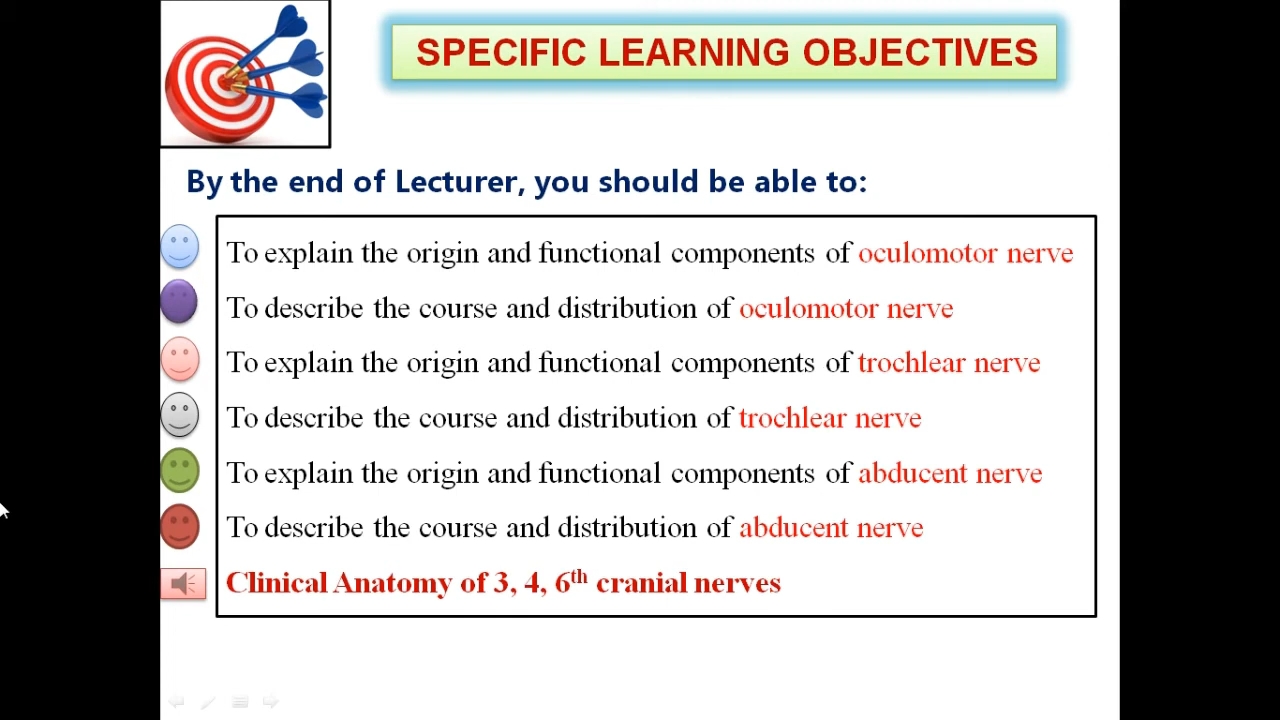 SPECIFIC LEARNING OBJECTIVES
By the end of Lecturer, you should be able to:
To explain the origin and functional components of oculomotor nerve
To describe the course and distribution of oculomotor nerve
To explain the origin and functional components of trochlear nerve
To describe the course and distribution of trochlear nerve
To explain the origin and functional components of abducent nerve
To describe the course and distribution of abducent nerve
Clinical Anatomy of 3, 4, 6th cranial nerves